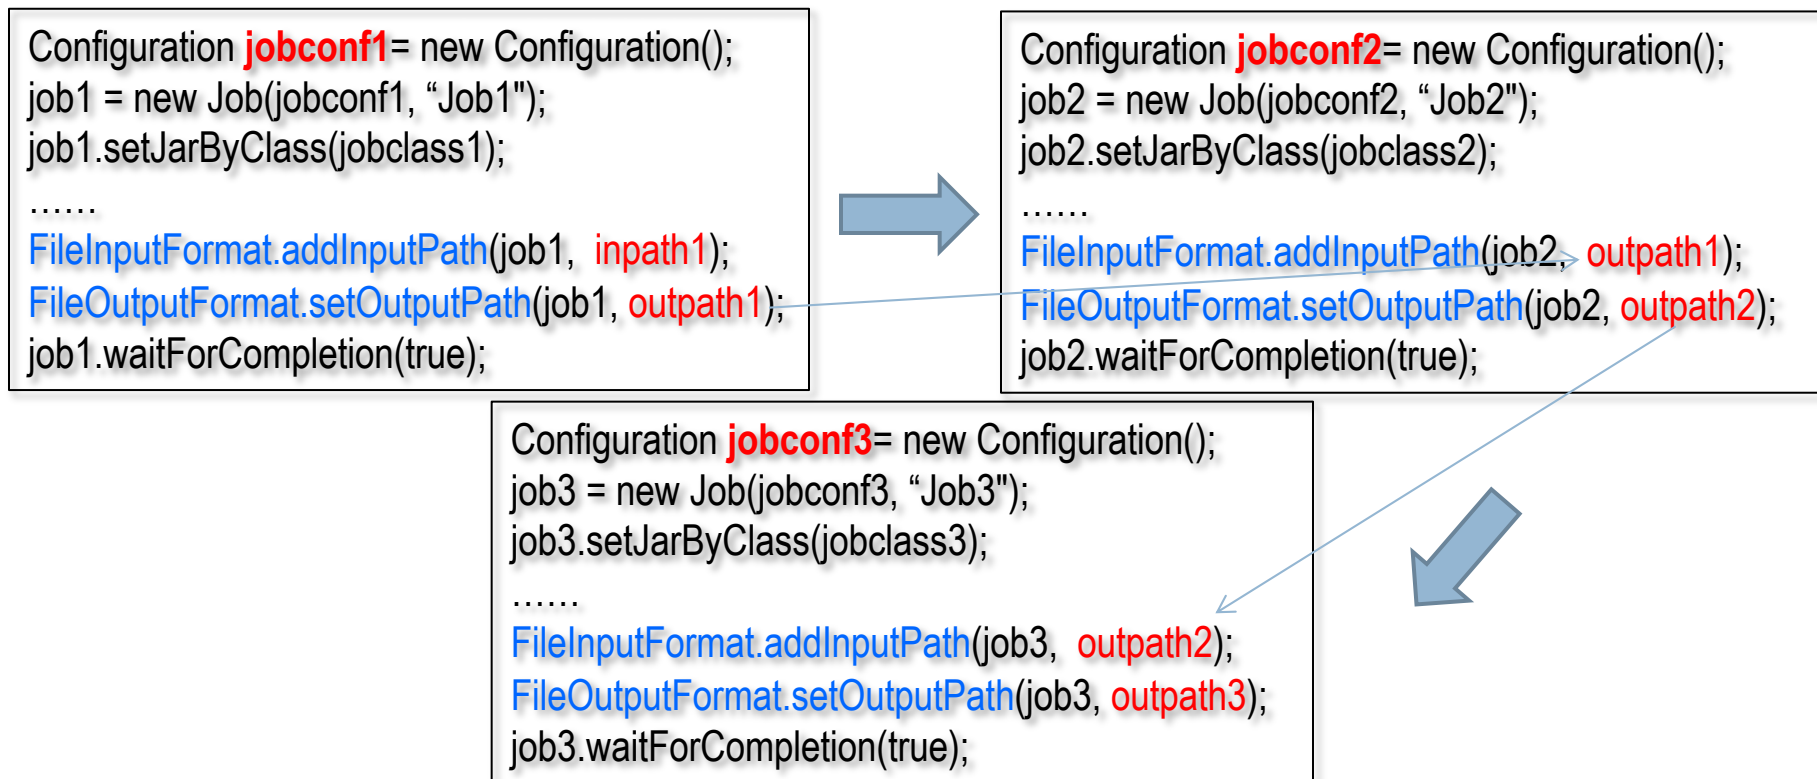 Configuration jobconf1= new Configuration();
job1 = new Job(jobconf1, “Job1");
job1.setJarByClass(jobclass1);
……
FileInputFormat.addInputPath(job1,  inpath1);
FileOutputFormat.setOutputPath(job1, outpath1);
job1.waitForCompletion(true);
Configuration jobconf2= new Configuration();
job2 = new Job(jobconf2, “Job2");
job2.setJarByClass(jobclass2);
……
FileInputFormat.addInputPath(job2,  outpath1);
FileOutputFormat.setOutputPath(job2, outpath2);
job2.waitForCompletion(true);
Configuration jobconf3= new Configuration();
job3 = new Job(jobconf3, “Job3");
job3.setJarByClass(jobclass3);
……
FileInputFormat.addInputPath(job3,  outpath2);
FileOutputFormat.setOutputPath(job3, outpath3);
job3.waitForCompletion(true);